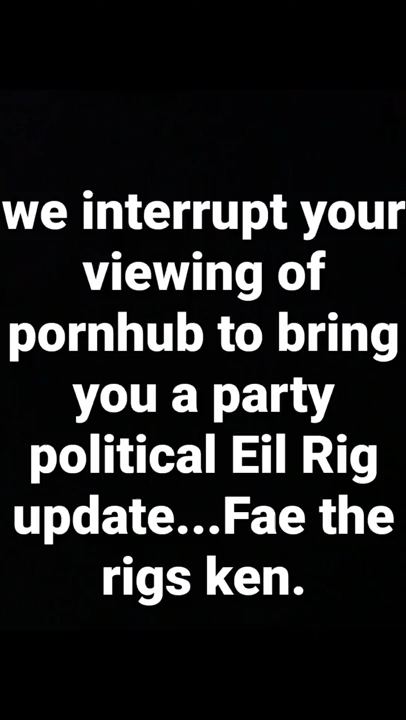 we interrupt your
viewing of
pornhub to bring
you a party
political Eil Rig
update...Fae the
rigs ken.